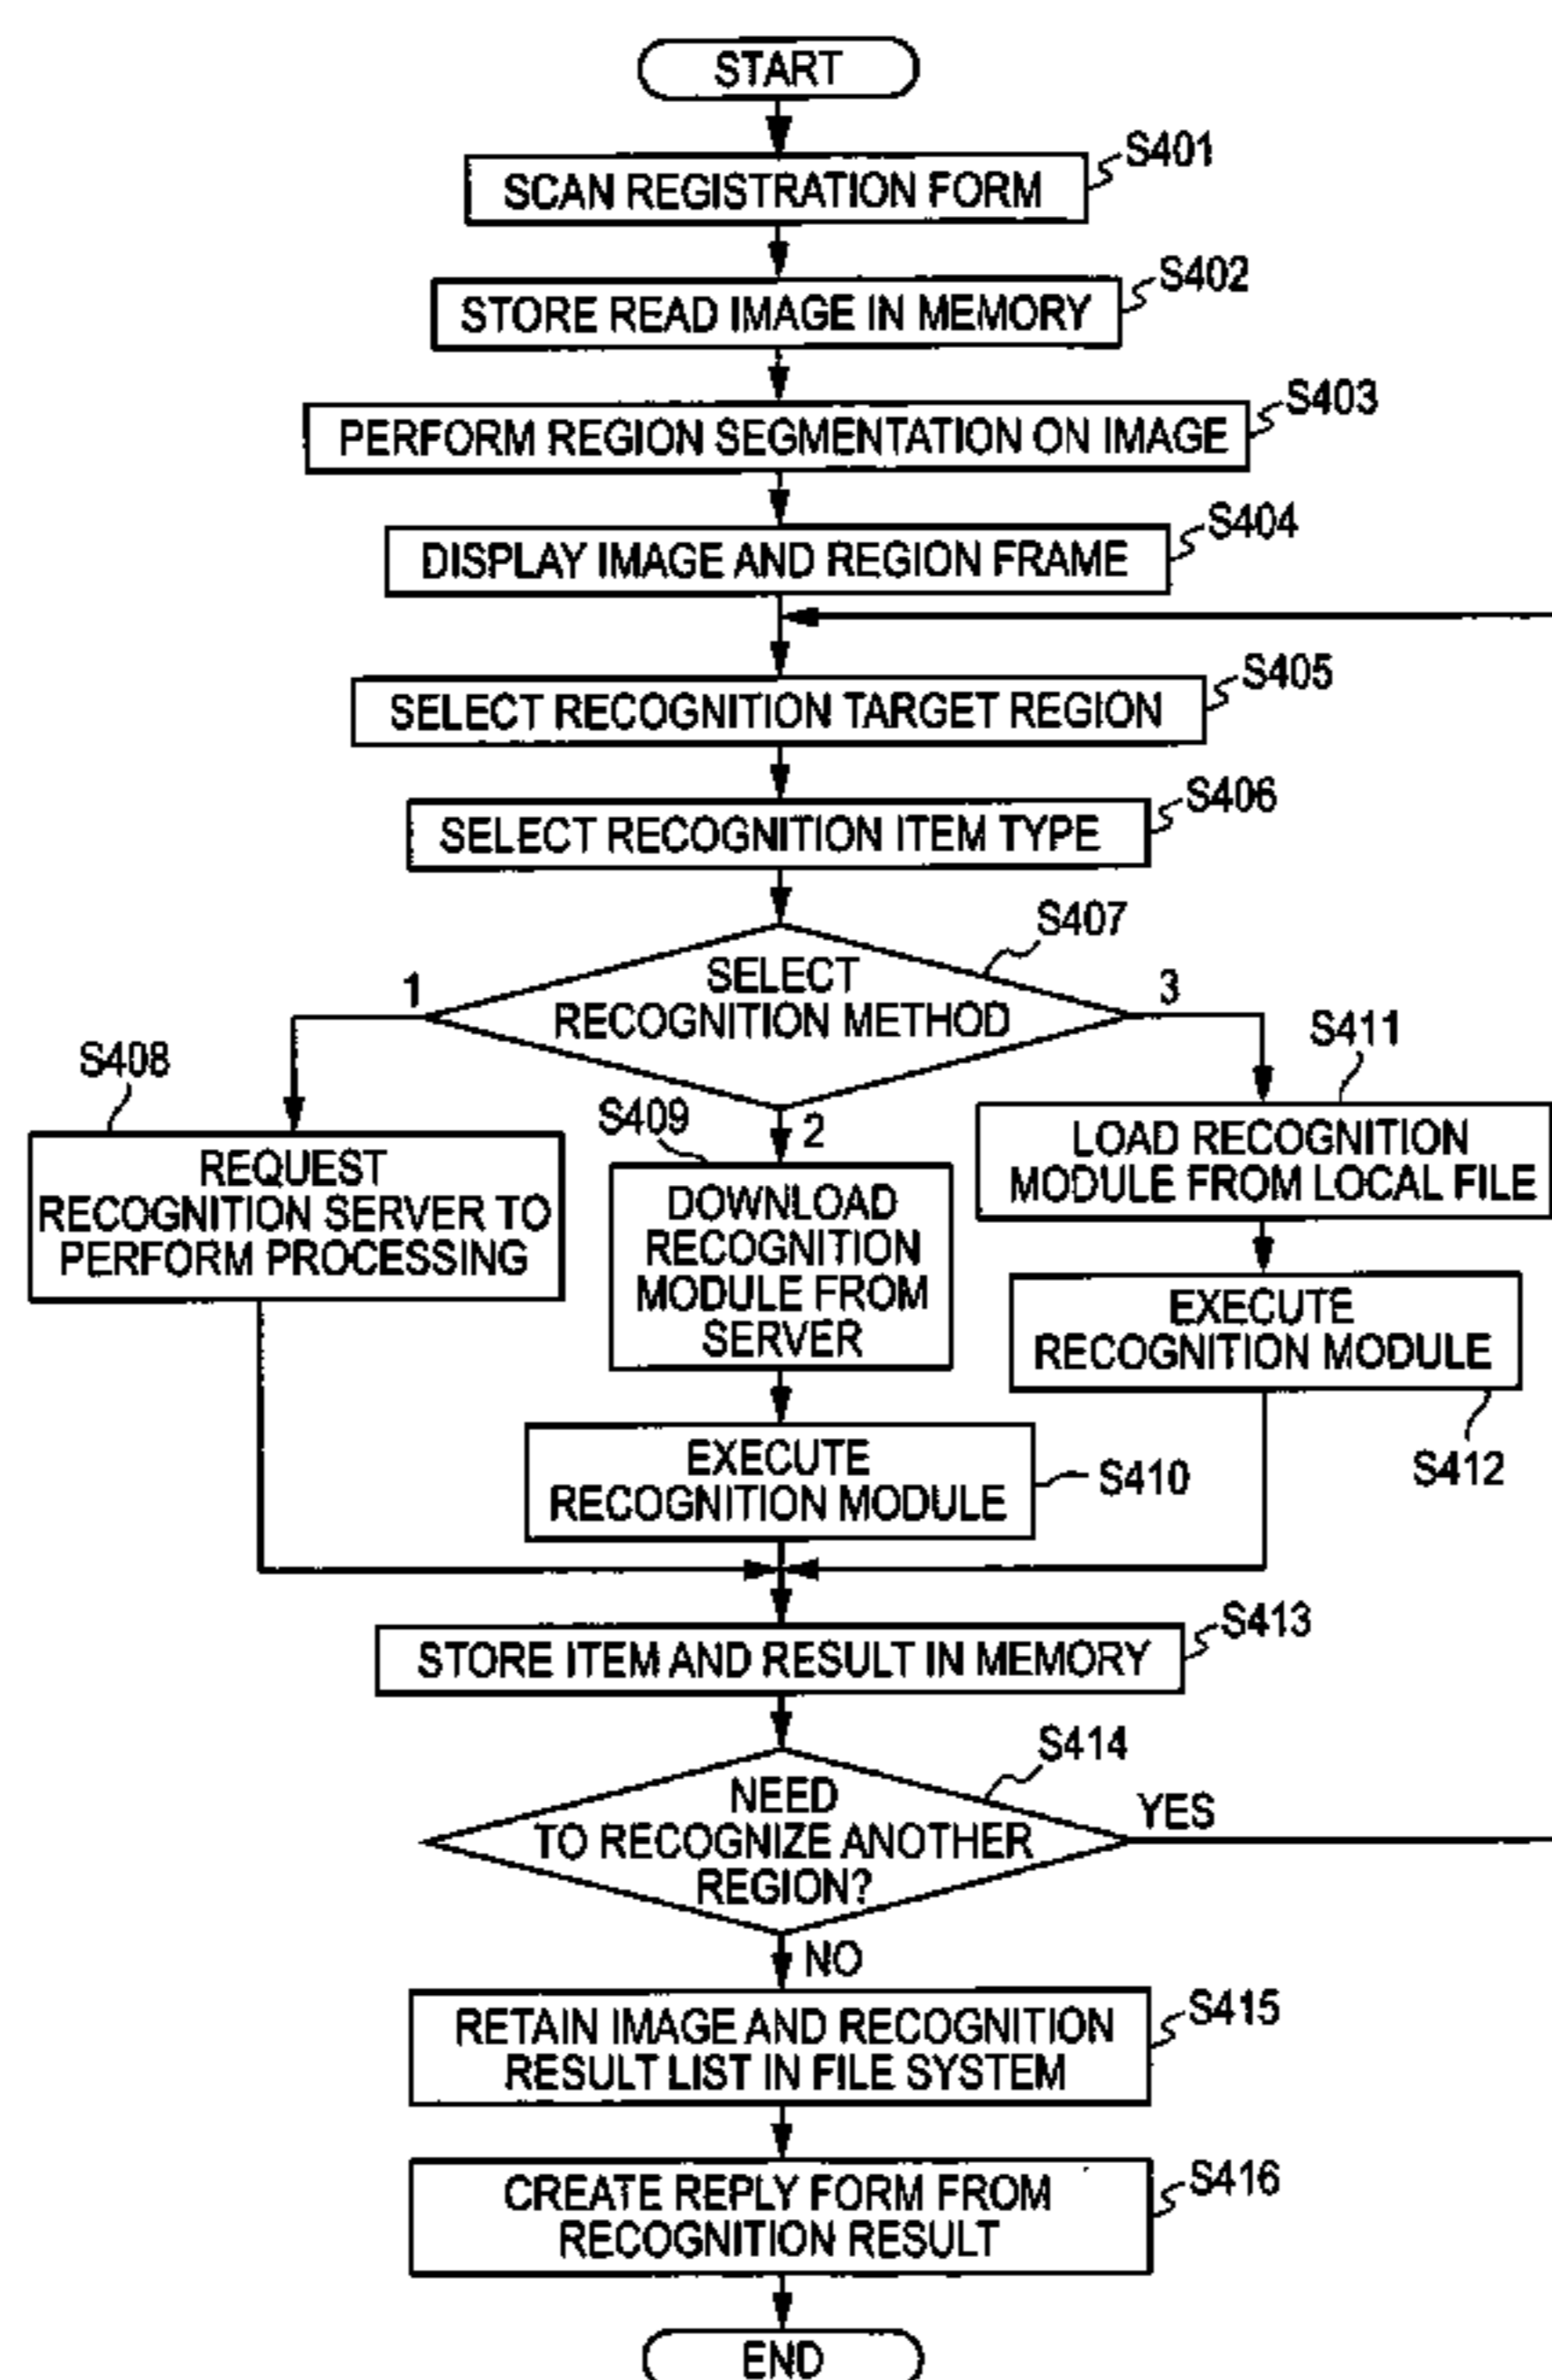 START
S401
SCAN REGISTRATION FORM
S402
STORE READ IMAGE IN MEMORY
S403
PERFORM REGION SEGMENTATION ON IMAGE
S404
DISPLAY IMAGE AND REGION FRAME
S405
SELECT RECOGNITION TARGET REGION
S406
SELECT RECOGNITION ITEM TYPE
S407
SELECT
RECOGNITION METHOD
1
2
3
S408
REQUEST
RECOGNITION SERVER TO
PERFORM PROCESSING
S409
DOWNLOAD
RECOGNITION
MODULE FROM
SERVER
S411
LOAD RECOGNITION
MODULE FROM LOCAL FILE
EXECUTE
RECOGNITION MODULE
S412
EXECUTE
RECOGNITION MODULE
S410
S413
STORE ITEM AND RESULT IN MEMORY
S414
NEED
TO RECOGNIZE ANOTHER
REGION?
YES
NO
S415
RETAIN IMAGE AND RECOGNITION
RESULT LIST IN FILE SYSTEM
S416
CREATE REPLY FORM FROM
RECOGNITION RESULT
END